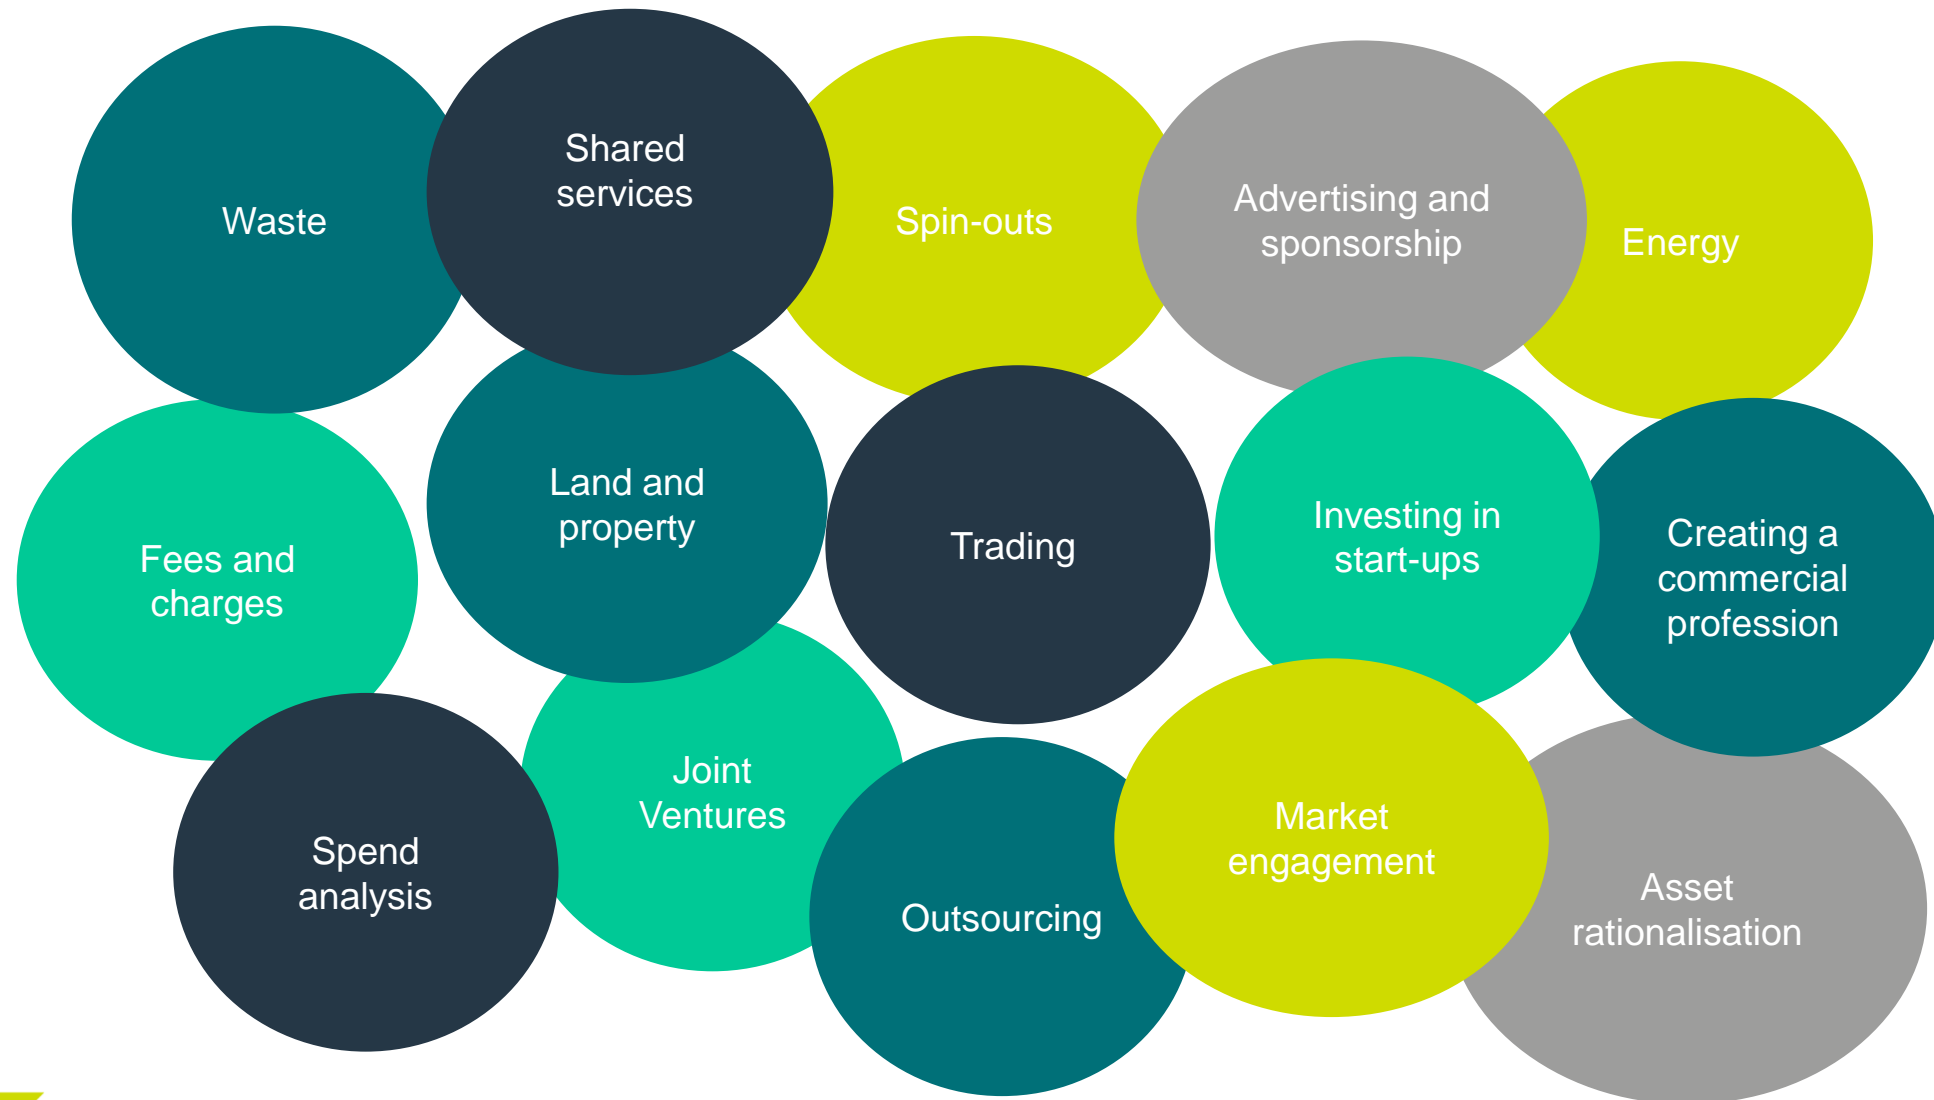 Waste
Shared
services
Spin-outs
Advertising and
sponsorship
Energy
Fees and
charges
Land and
property
Trading
Investing in
start-ups
Creating a
commercial
profession
Spend
analysis
Joint
Ventures
Outsourcing
Market
engagement
Asset
rationalisation